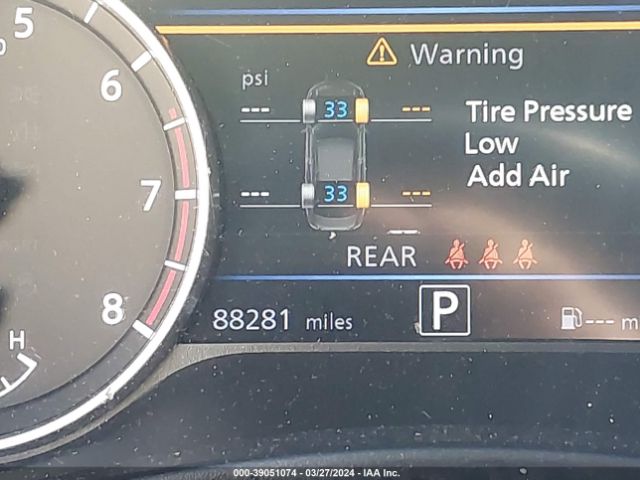 5
6
7
8
H
Warning
psi
--- 33 ---
--- 33 ---
Tire Pressure
Low
Add Air
REAR
88281 miles
P
--- m
000-39051074 - 03/27/2024 - IAA Inc.